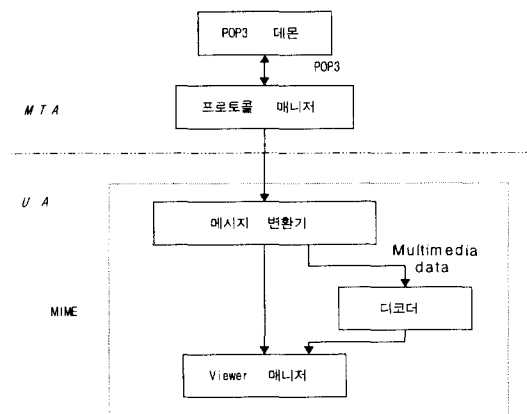 POP3 데몬
POP3
프로토콜 매니저
M T A
U A
메시지 변환기
Multimedia
data
디코더
MIME
Viewer 매니저